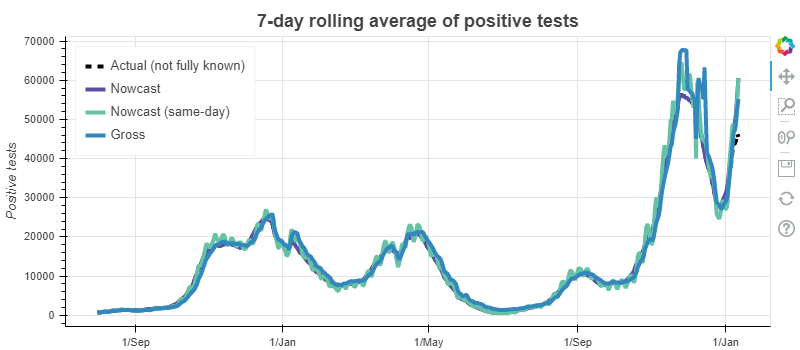 7-day rolling average of positive tests
Actual (not fully known)
Nowcast
Nowcast (same-day)
Gross
Positive tests
70000
60000
50000
40000
30000
20000
10000
0
1/Sep
1/Jan
1/May
1/Sep
1/Jan